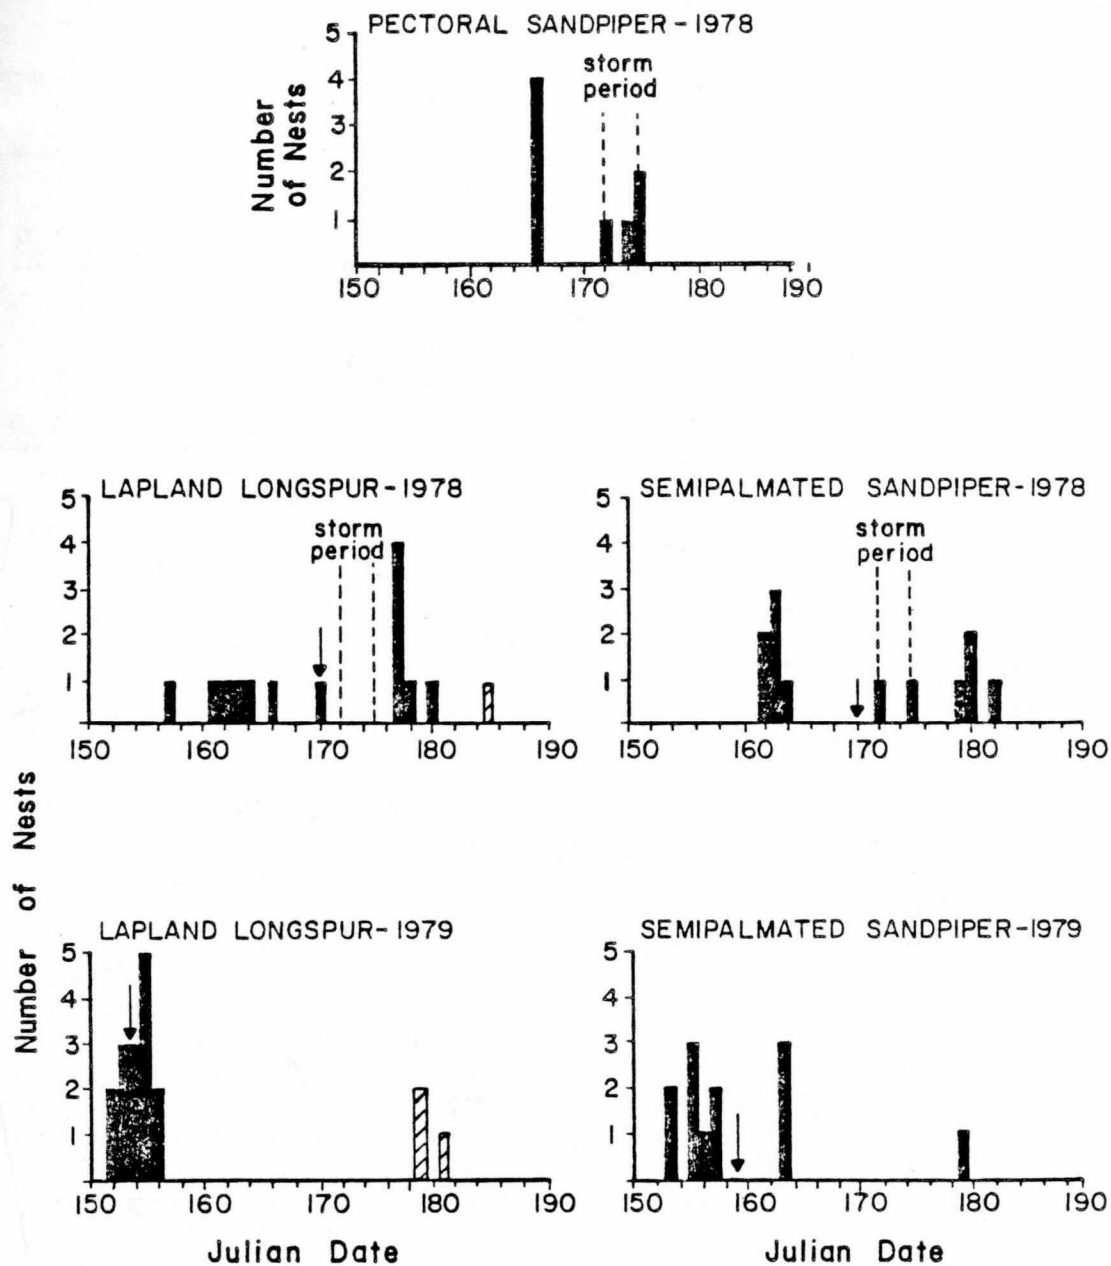 PECTORAL SANDPIPER-1978
storm
period
Number
of Nests
5
4
3
2
1
150 160 170 180 190
LAPLAND LONGSPUR-1978
storm
period
5
4
3
2
1
150 160 170 180 190
SEMIPALMATED SANDPIPER-1978
storm
period
5
4
3
2
1
150 160 170 180 190
Number of Nests
LAPLAND LONGSPUR-1979
5
4
3
2
1
150 160 170 180 190
Julian Date
SEMIPALMATED SANDPIPER-1979
5
4
3
2
1
150 160 170 180 190
Julian Date